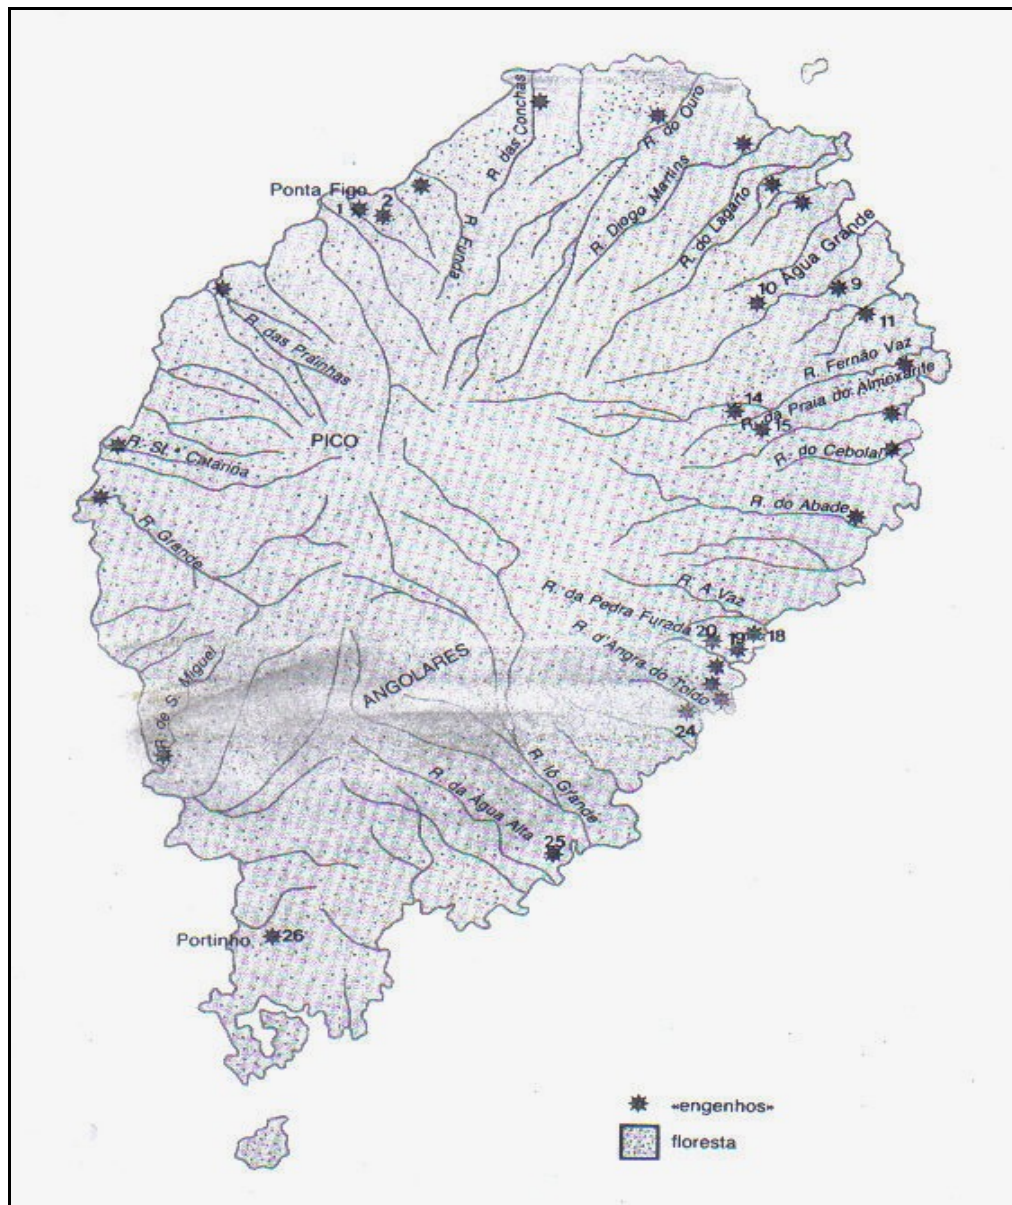 R. das Conchas
R. do Ouro
Ponta Figo
1
2
R. Funda
R. Diogo Martins
R. do Lagarto
Água Grande
10
9
11
R. das Prainhas
R. Fernão Vaz
14
R. da Praia do Almoxarife
15
PICO
R. St.ª Catarina
R. do Cebolal
R. Grande
R. do Abade
R. A Vaz
R. da Pedra Furada
20
19
18
R. d'Angra do Toldo
R. de S. Miguel
ANGOLARES
24
R. Ió Grande
R. da Água Alta
25
Portinho
26
«engenhos»
floresta